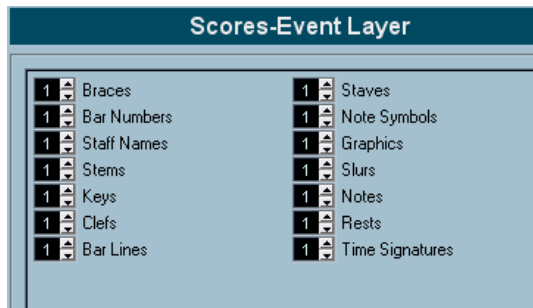 Scores-Event Layer
1 Braces
1 Bar Numbers
1 Staff Names
1 Stems
1 Keys
1 Clefs
1 Bar Lines
1 Staves
1 Note Symbols
1 Graphics
1 Slurs
1 Notes
1 Rests
1 Time Signatures